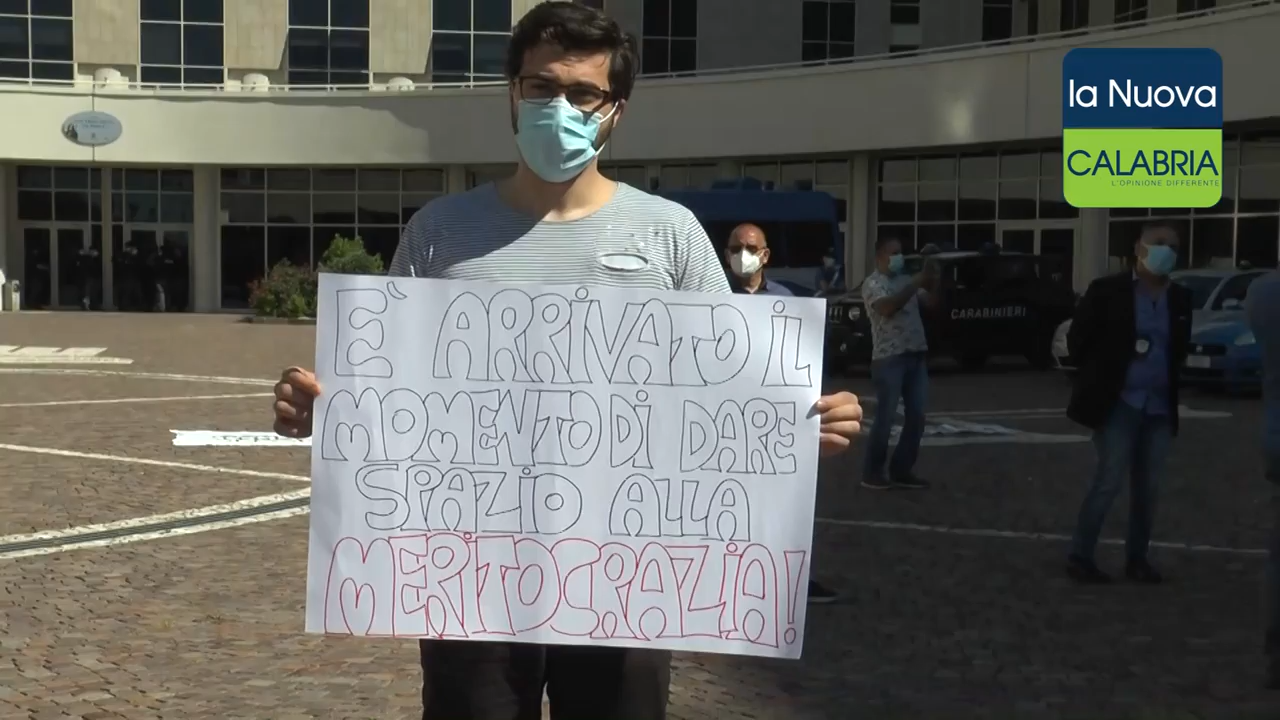 la Nuova
CALABRIA
L'OPINIONE DIFFERENTE
CARABINIERI
E` ARRIVATO IL
MOMENTO DI DARE
SPAZIO ALLA
MERITOCRAZIA!